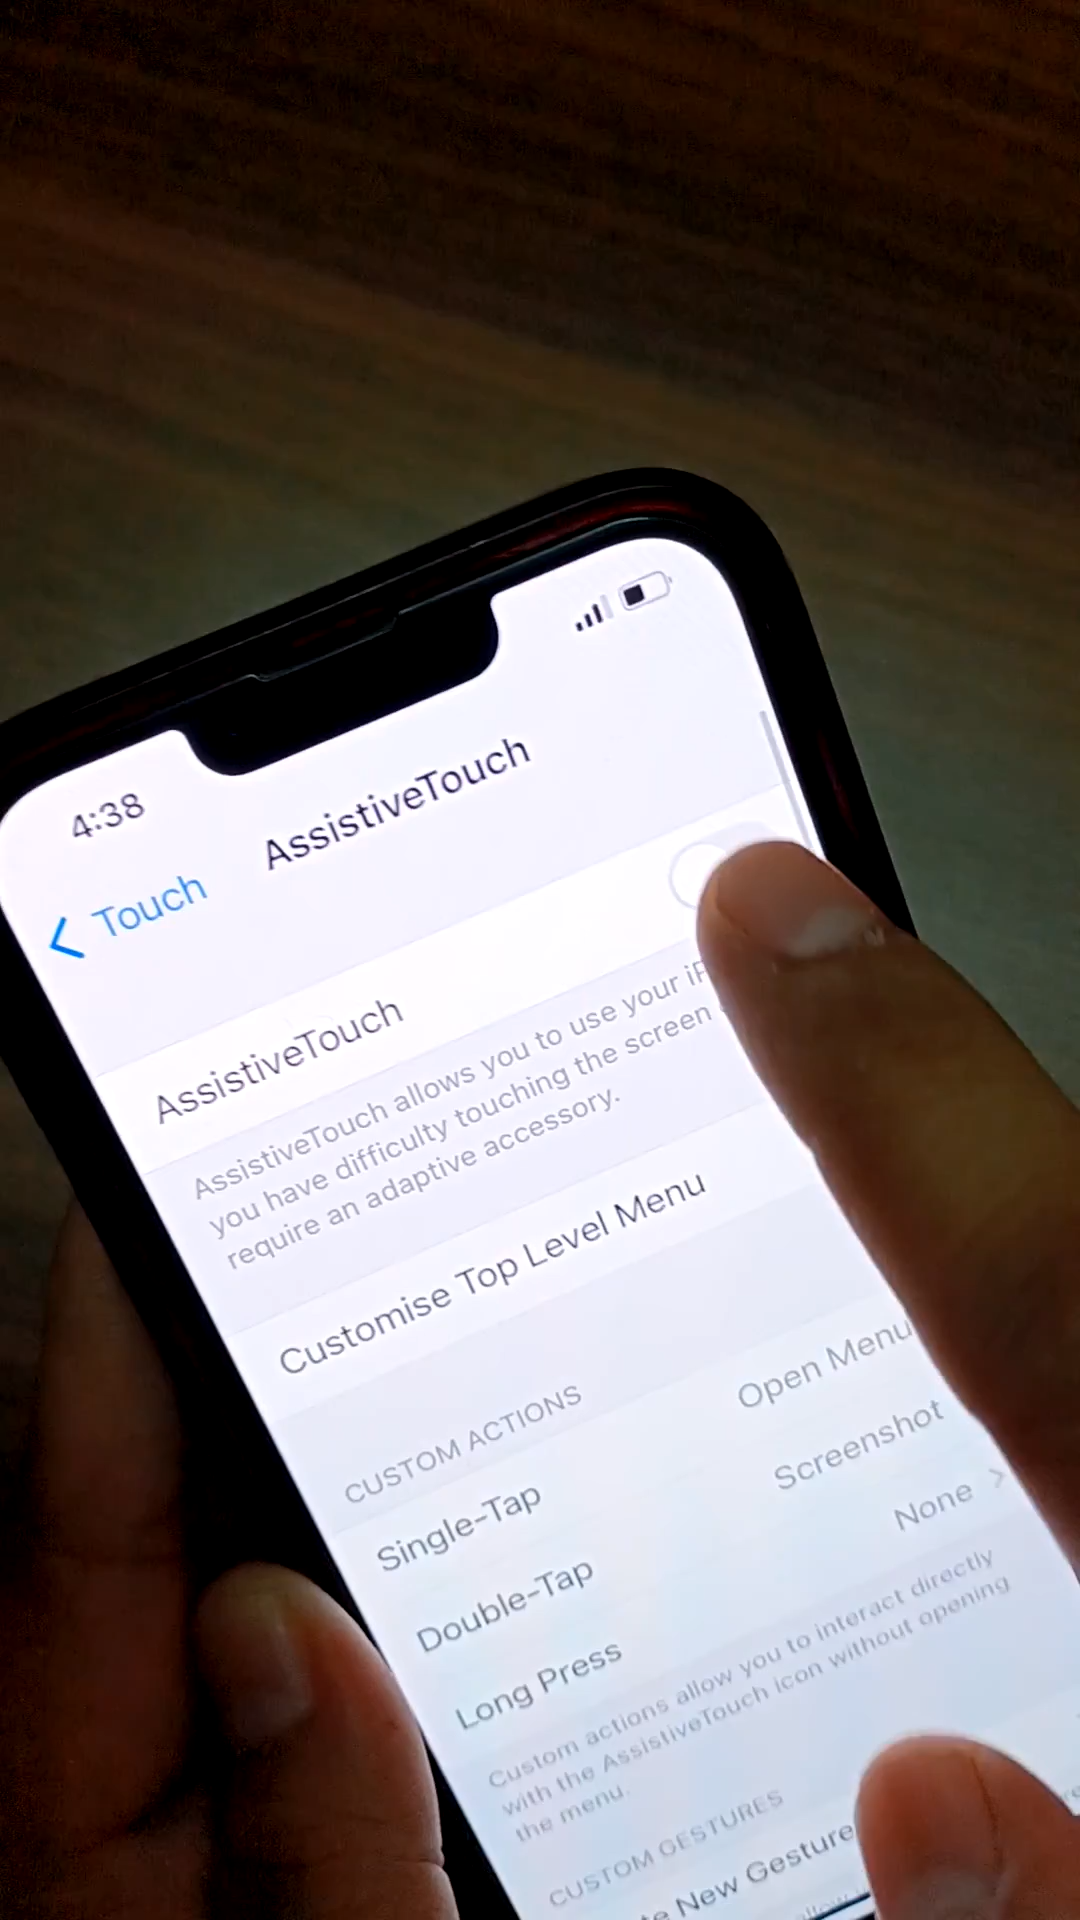 4:38
Touch
AssistiveTouch
AssistiveTouch
AssistiveTouch allows you to use your
you have difficulty touching the screen
require an adaptive accessory.
Customise Top Level Menu
CUSTOM ACTIONS
Single-Tap Open Menu
Double-Tap Screenshot
Long Press None
Custom actions allow you to interact directly
with the AssistiveTouch icon without opening
the menu.
CUSTOM GESTURES
New Gesture